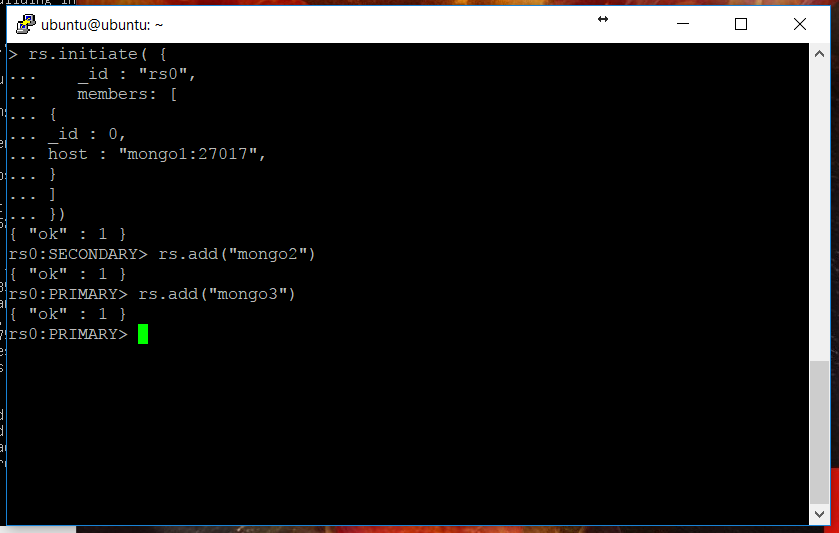 ubuntu@ubuntu: ~
> rs.initiate( {
...    _id : "rs0",
...    members: [
... {
... _id : 0,
... host : "mongo1:27017",
... }
... ]
... })
{ "ok" : 1 }
rs0:SECONDARY> rs.add("mongo2")
{ "ok" : 1 }
rs0:PRIMARY> rs.add("mongo3")
{ "ok" : 1 }
rs0:PRIMARY>